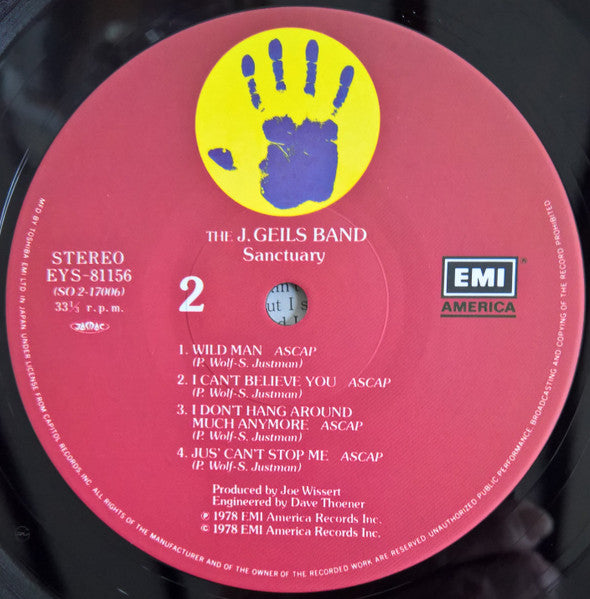 THE J. GEILS BAND
Sanctuary
STEREO
EYS-81156
(SO 2-17006)
33⅓ r.p.m.
JASRAC
2
EMI
AMERICA
1. WILD MAN ASCAP
(P. Wolf-S. Justman)
2. I CAN'T BELIEVE YOU ASCAP
(P. Wolf-S. Justman)
3. I DON'T HANG AROUND
MUCH ANYMORE ASCAP
(P. Wolf-S. Justman)
4. JUS' CAN'T STOP ME ASCAP
(P. Wolf-S. Justman)
Produced by Joe Wissert
Engineered by Dave Thoener
℗ 1978 EMI America Records Inc.
© 1978 EMI America Records Inc.
MFD BY TOSHIBA EMI LTD IN JAPAN UNDER LICENSE FROM CAPITOL RECORDS, INC. ALL RIGHTS OF THE MANUFACTURER AND OF THE OWNER OF THE RECORDED WORK ARE RESERVED UNAUTHORIZED PUBLIC PERFORMANCE, BROADCASTING AND COPYING OF THE RECORD PROHIBITED.
ut I s